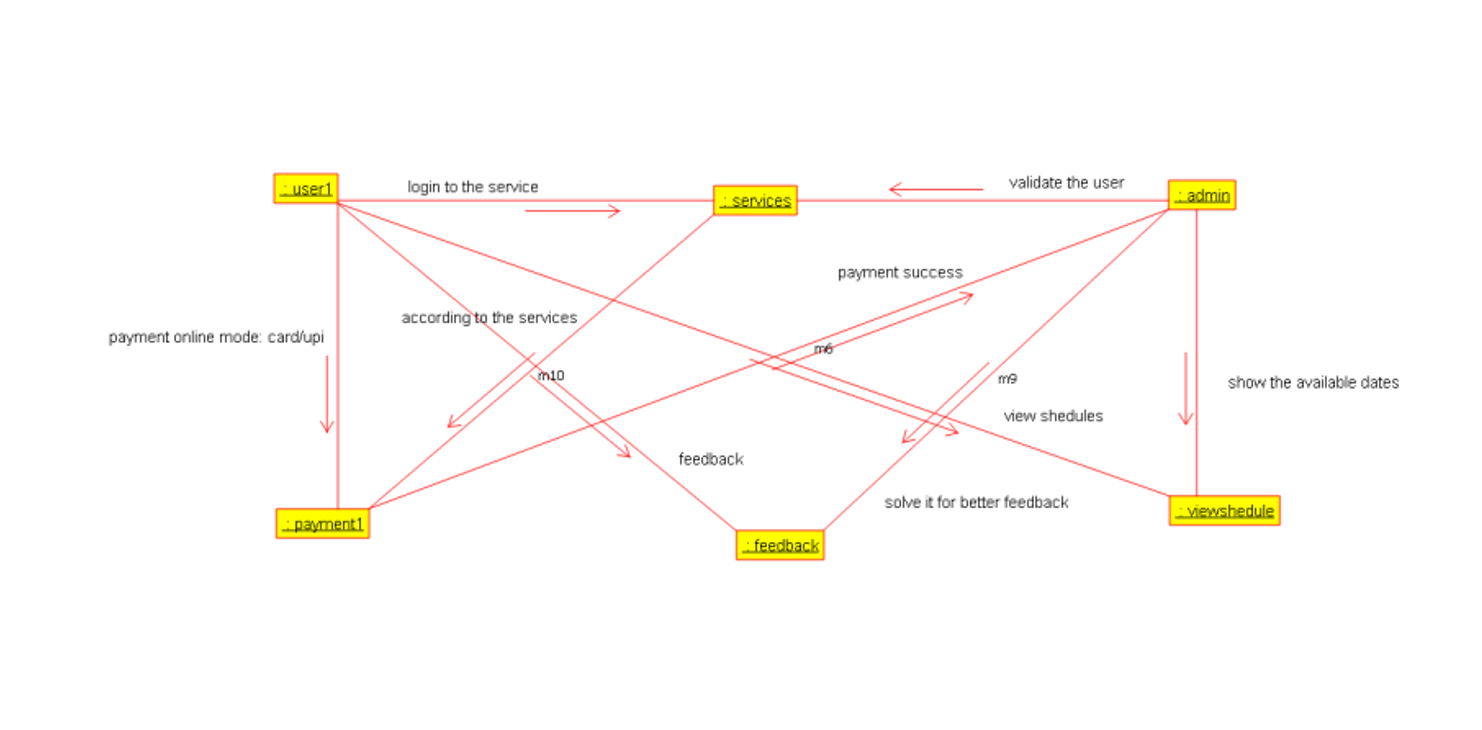 : user1
login to the service
: services
validate the user
: admin
payment success
according to the services
payment online mode: card/upi
m6
m10
m9
show the available dates
view shedules
feedback
solve it for better feedback
: payment1
: feedback
: viewshedule